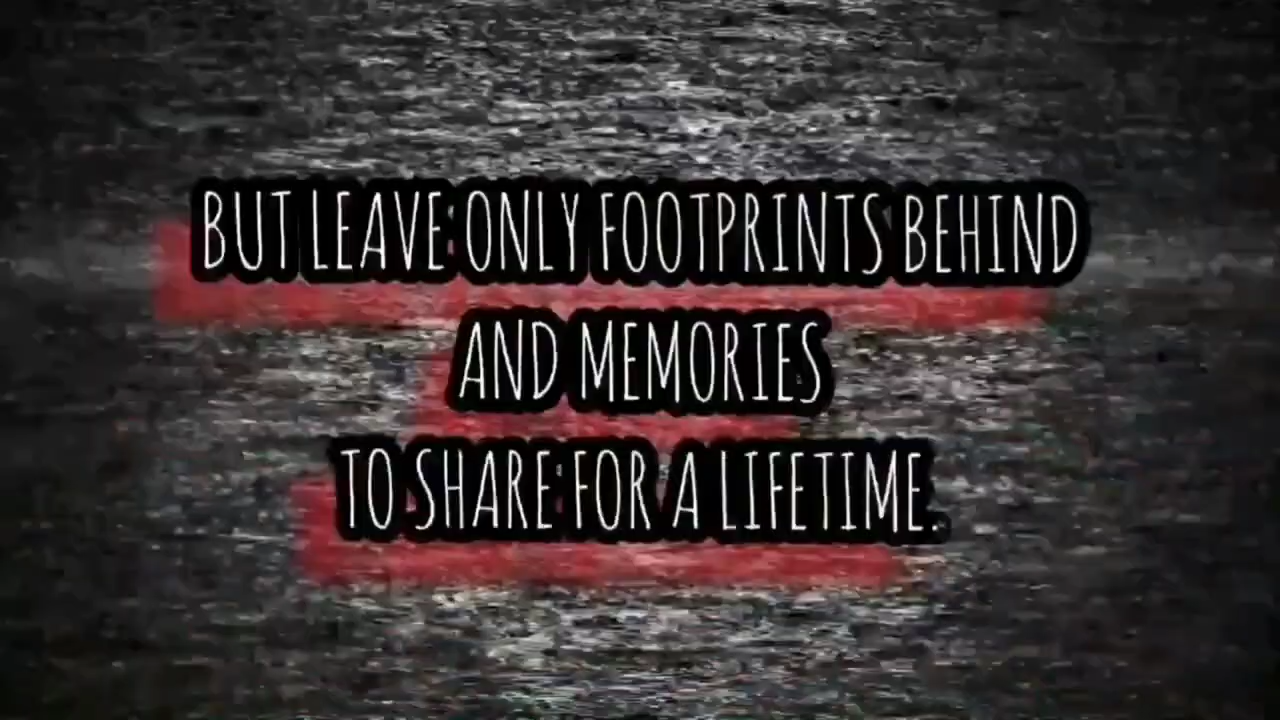 BUT LEAVE ONLY FOOTPRINTS BEHIND
AND MEMORIES
TO SHARE FOR A LIFETIME.